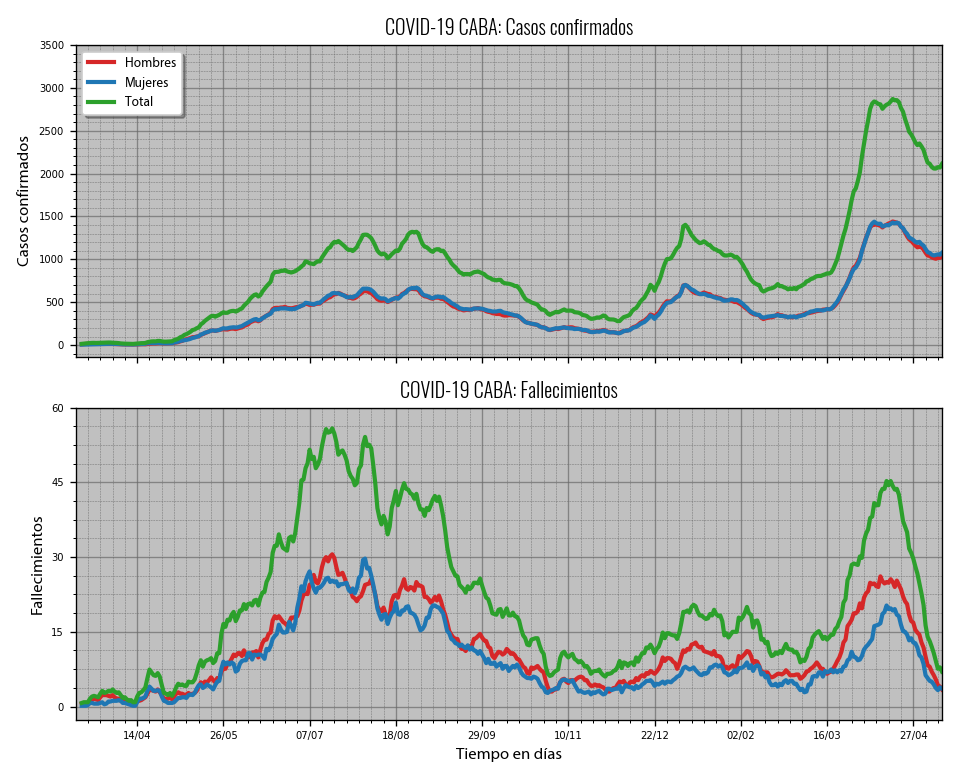 COVID-19 CABA: Casos confirmados
3500
3000
2500
2000
1500
1000
500
0
Casos confirmados
Hombres
Mujeres
Total
COVID-19 CABA: Fallecimientos
60
45
30
15
0
Fallecimientos
14/04 26/05 07/07 18/08 29/09 10/11 22/12 02/02 16/03 27/04
Tiempo en días